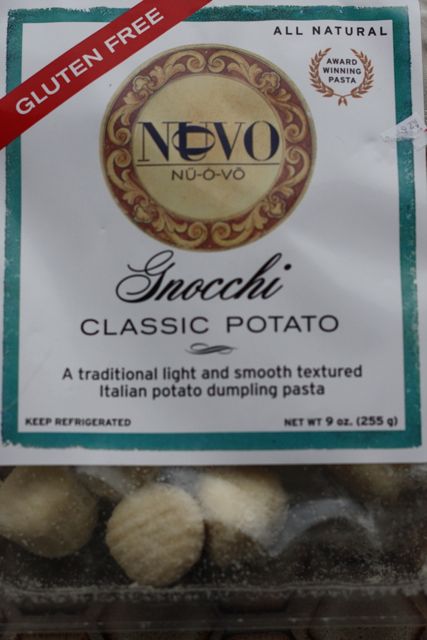 GLUTEN FREE
ALL NATURAL
AWARD
WINNING
PASTA
NUOVO
NŪ-Ō-VŌ
Gnocchi
CLASSIC POTATO
A traditional light and smooth textured
Italian potato dumpling pasta
KEEP REFRIGERATED
NET WT 9 oz. (255 g)